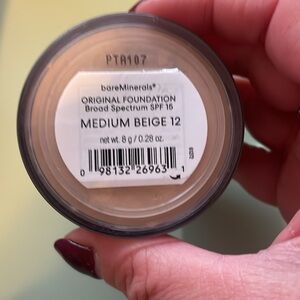 PTA107
bareMinerals®
ORIGINAL FOUNDATION
Broad Spectrum SPF 15
MEDIUM BEIGE 12
net wt. 8 g / 0.28 oz.
0 98132 26963 1